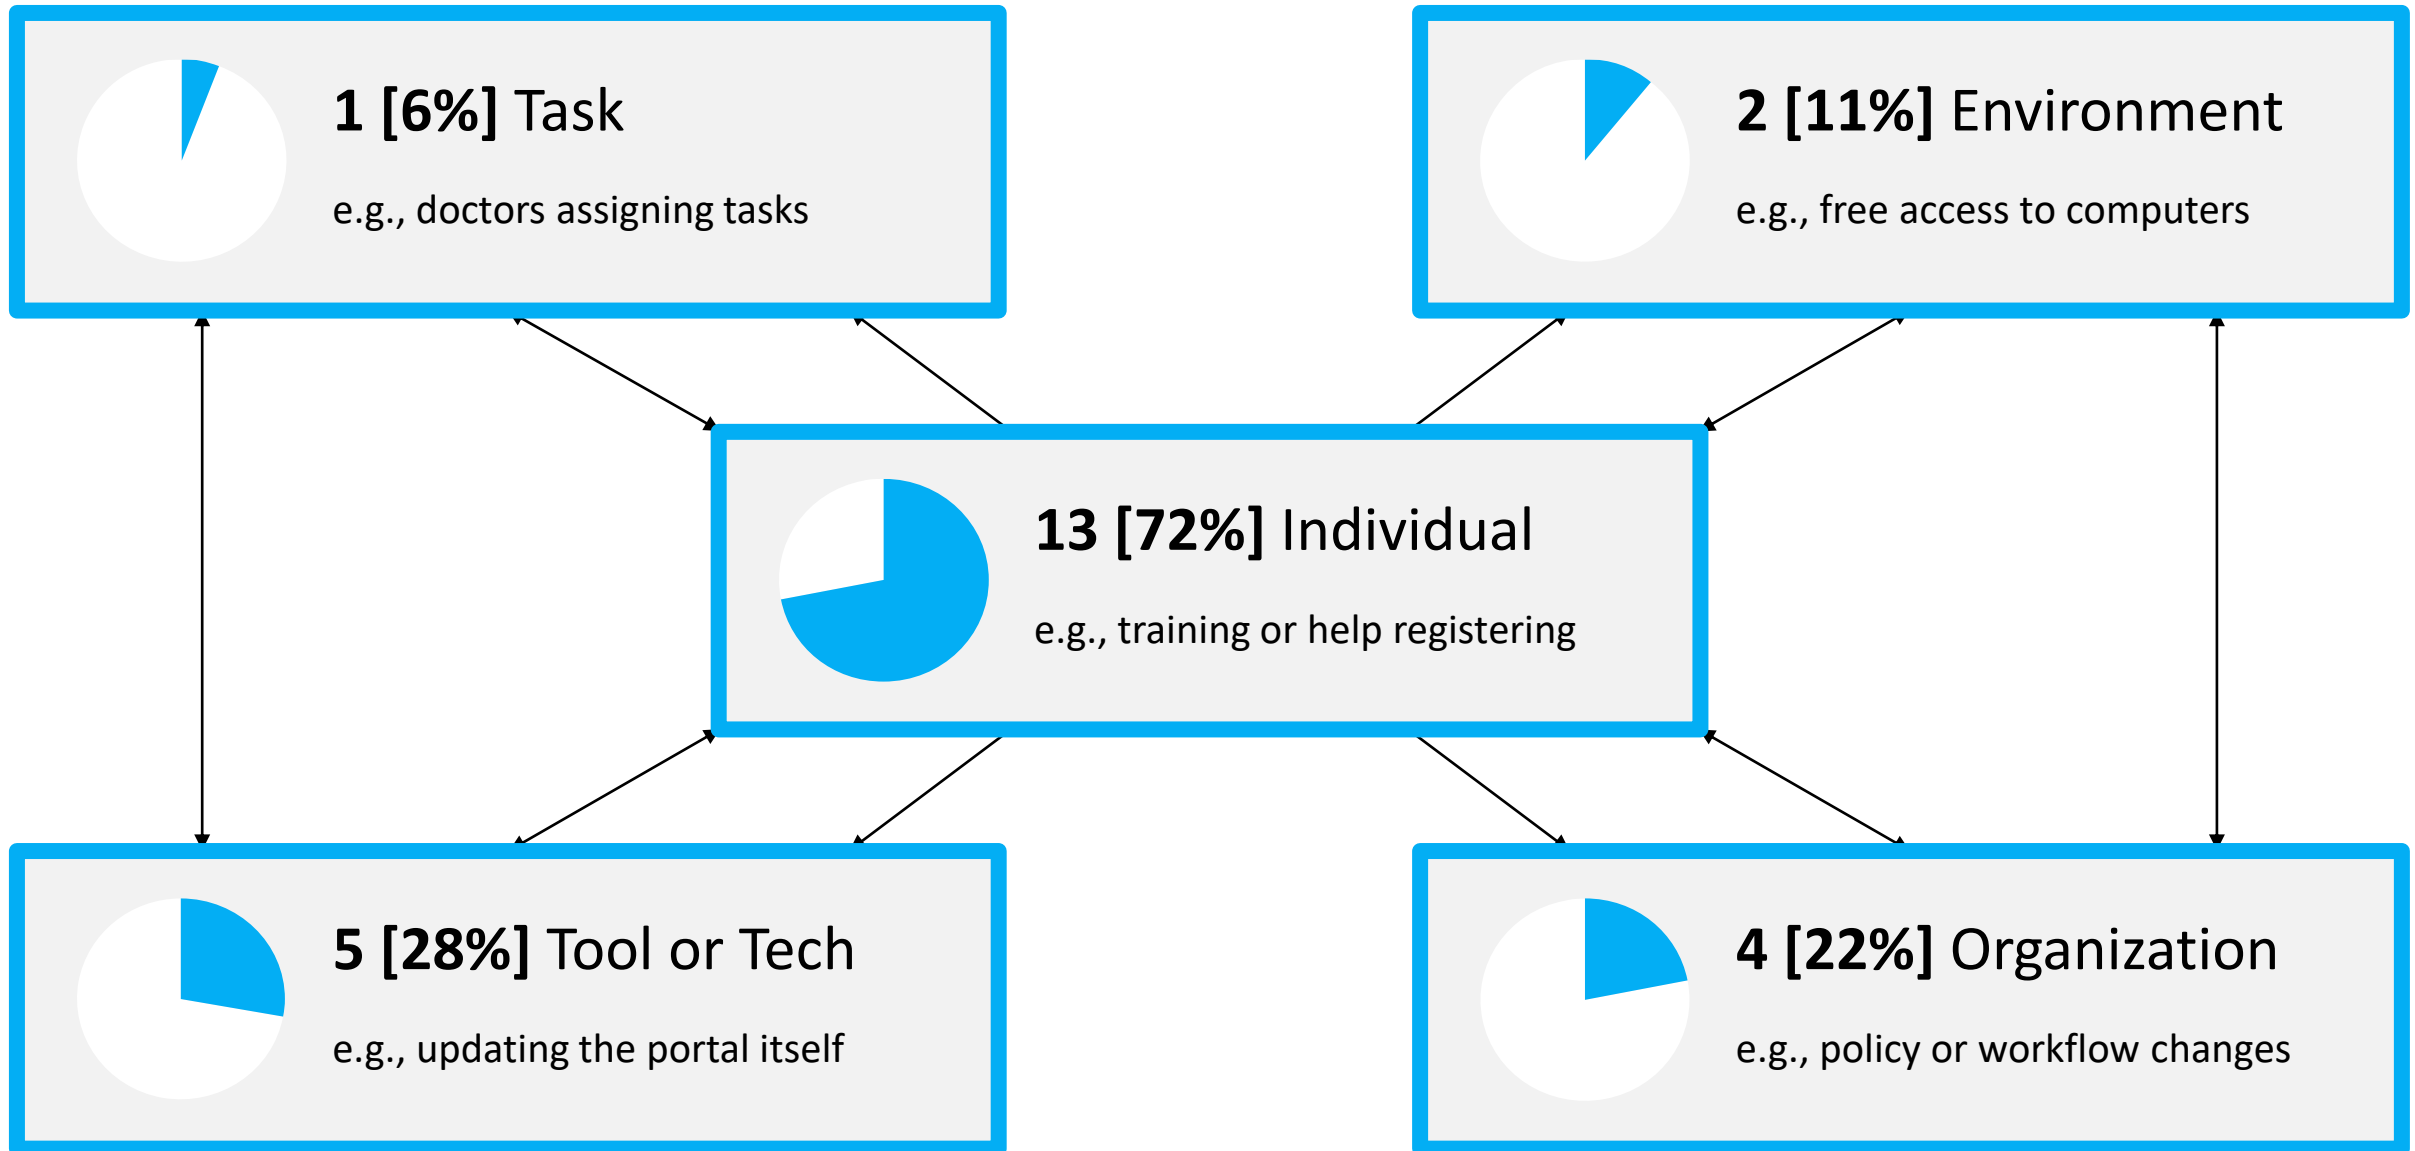 1 [6%] Task
e.g., doctors assigning tasks
2 [11%] Environment
e.g., free access to computers
13 [72%] Individual
e.g., training or help registering
5 [28%] Tool or Tech
e.g., updating the portal itself
4 [22%] Organization
e.g., policy or workflow changes